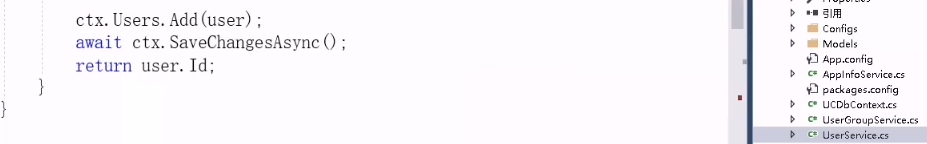 ctx.Users.Add(user);
await ctx.SaveChangesAsync();
return user.Id;
}
}
Properties
引用
Configs
Models
App.config
AppInfoService.cs
packages.config
UCDbContext.cs
UserGroupService.cs
UserService.cs